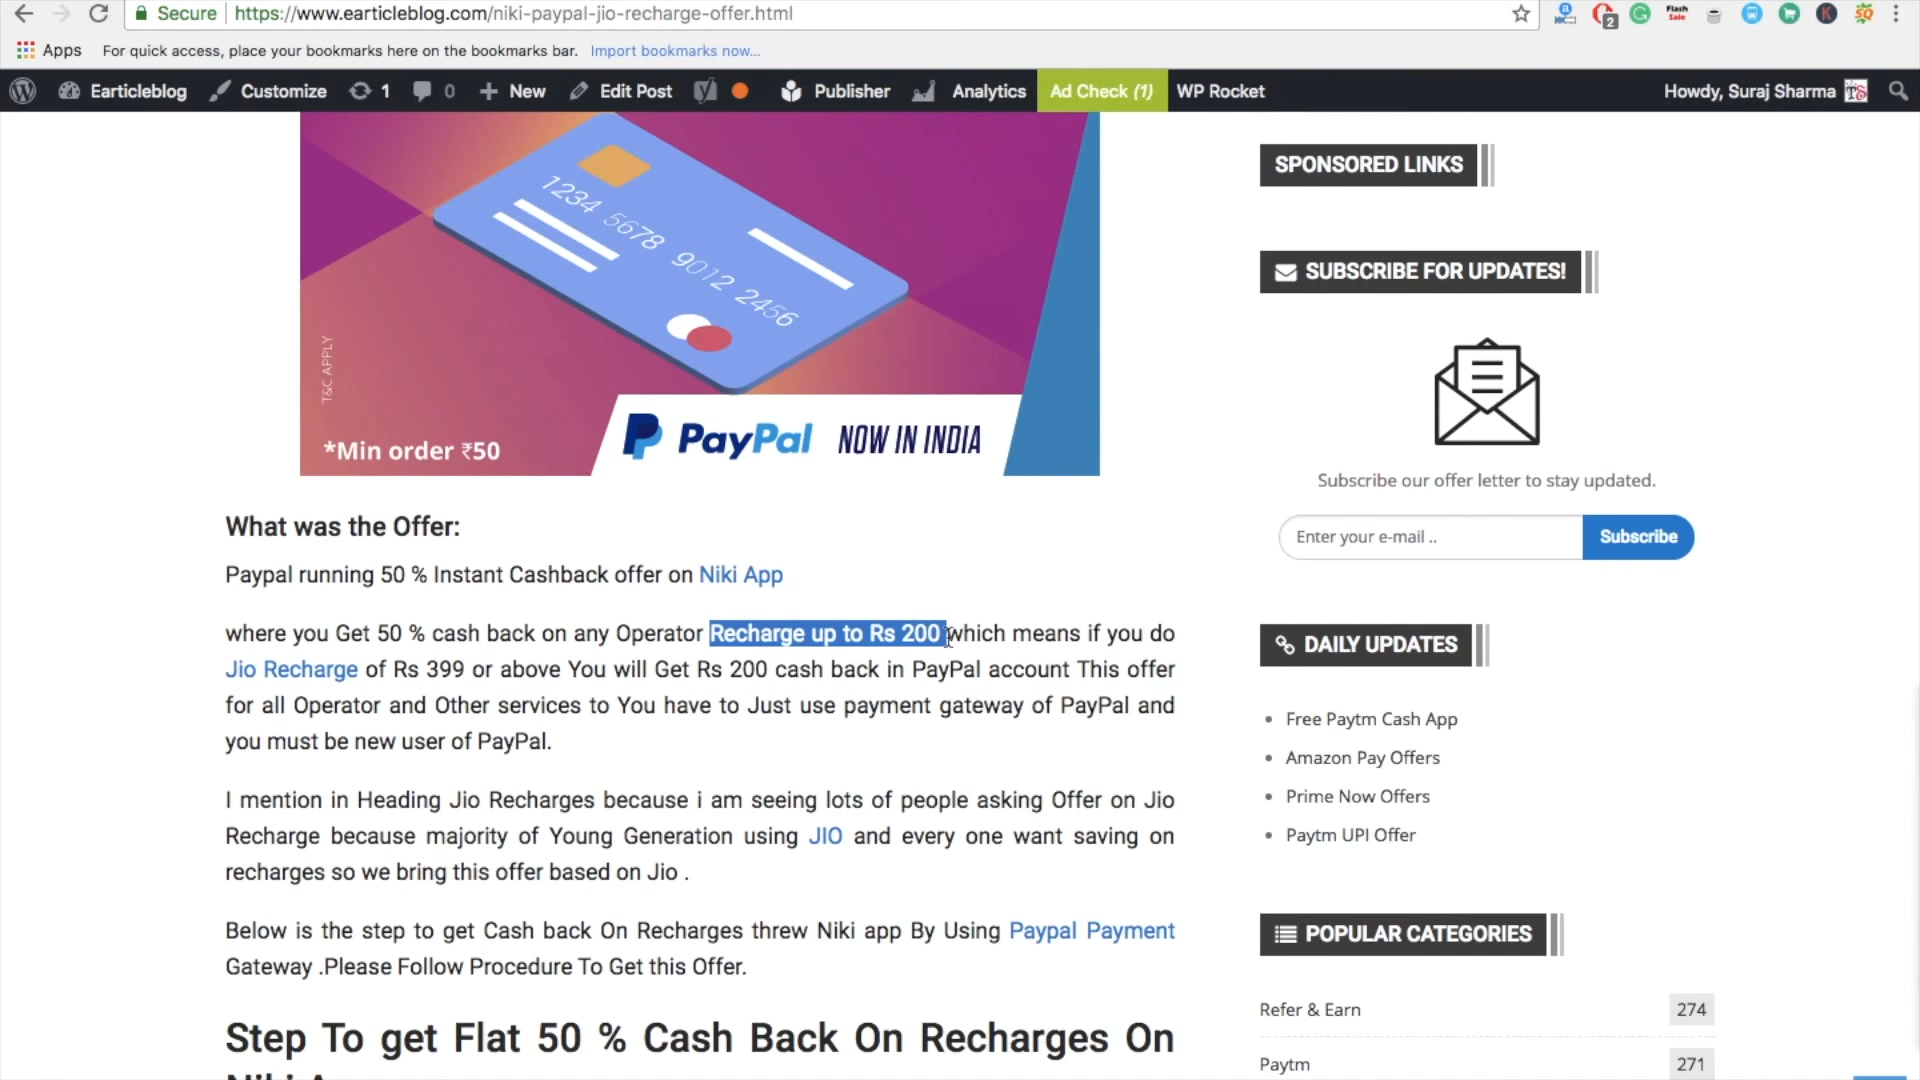 Secure https://www.earticleblog.com/niki-paypal-jio-recharge-offer.html
2
Flash Sale
K
SQ
Apps For quick access, place your bookmarks here on the bookmarks bar. Import bookmarks now...
Earticleblog Customize 1 0 New Edit Post Publisher Analytics Ad Check (1) WP Rocket Howdy, Suraj Sharma
1234 5678 9012 2456
T&C APPLY
*Min order ₹50
PayPal NOW IN INDIA
What was the Offer:
Paypal running 50 % Instant Cashback offer on Niki App
where you Get 50 % cash back on any Operator Recharge up to Rs 200 which means if you do
Jio Recharge of Rs 399 or above You will Get Rs 200 cash back in PayPal account This offer
for all Operator and Other services to You have to Just use payment gateway of PayPal and
you must be new user of PayPal.
I mention in Heading Jio Recharges because i am seeing lots of people asking Offer on Jio
Recharge because majority of Young Generation using JIO and every one want saving on
recharges so we bring this offer based on Jio .
Below is the step to get Cash back On Recharges threw Niki app By Using Paypal Payment
Gateway .Please Follow Procedure To Get this Offer.
Step To get Flat 50 % Cash Back On Recharges On
SPONSORED LINKS
SUBSCRIBE FOR UPDATES!
Subscribe our offer letter to stay updated.
Enter your e-mail .. Subscribe
DAILY UPDATES
Free Paytm Cash App
Amazon Pay Offers
Prime Now Offers
Paytm UPI Offer
POPULAR CATEGORIES
Refer & Earn 274
Paytm 271